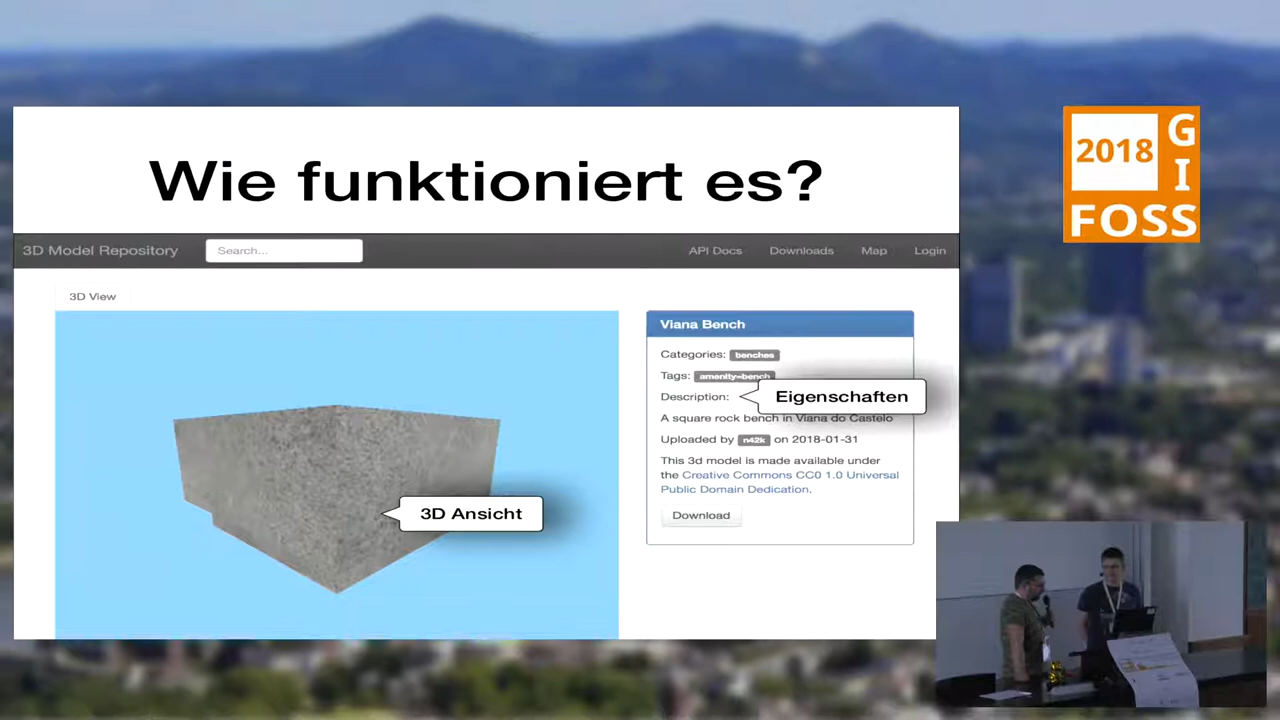 Wie funktioniert es?
2018
G
I
FOSS
3D Model Repository Search... API Docs Downloads Map Login
3D View
Viana Bench
Categories: benches
Tags: amenity=bench
Description:
Eigenschaften
A square rock bench in Viana do Castelo
Uploaded by n42k on 2018-01-31
This 3d model is made available under
the Creative Commons CC0 1.0 Universal
Public Domain Dedication.
Download
3D Ansicht